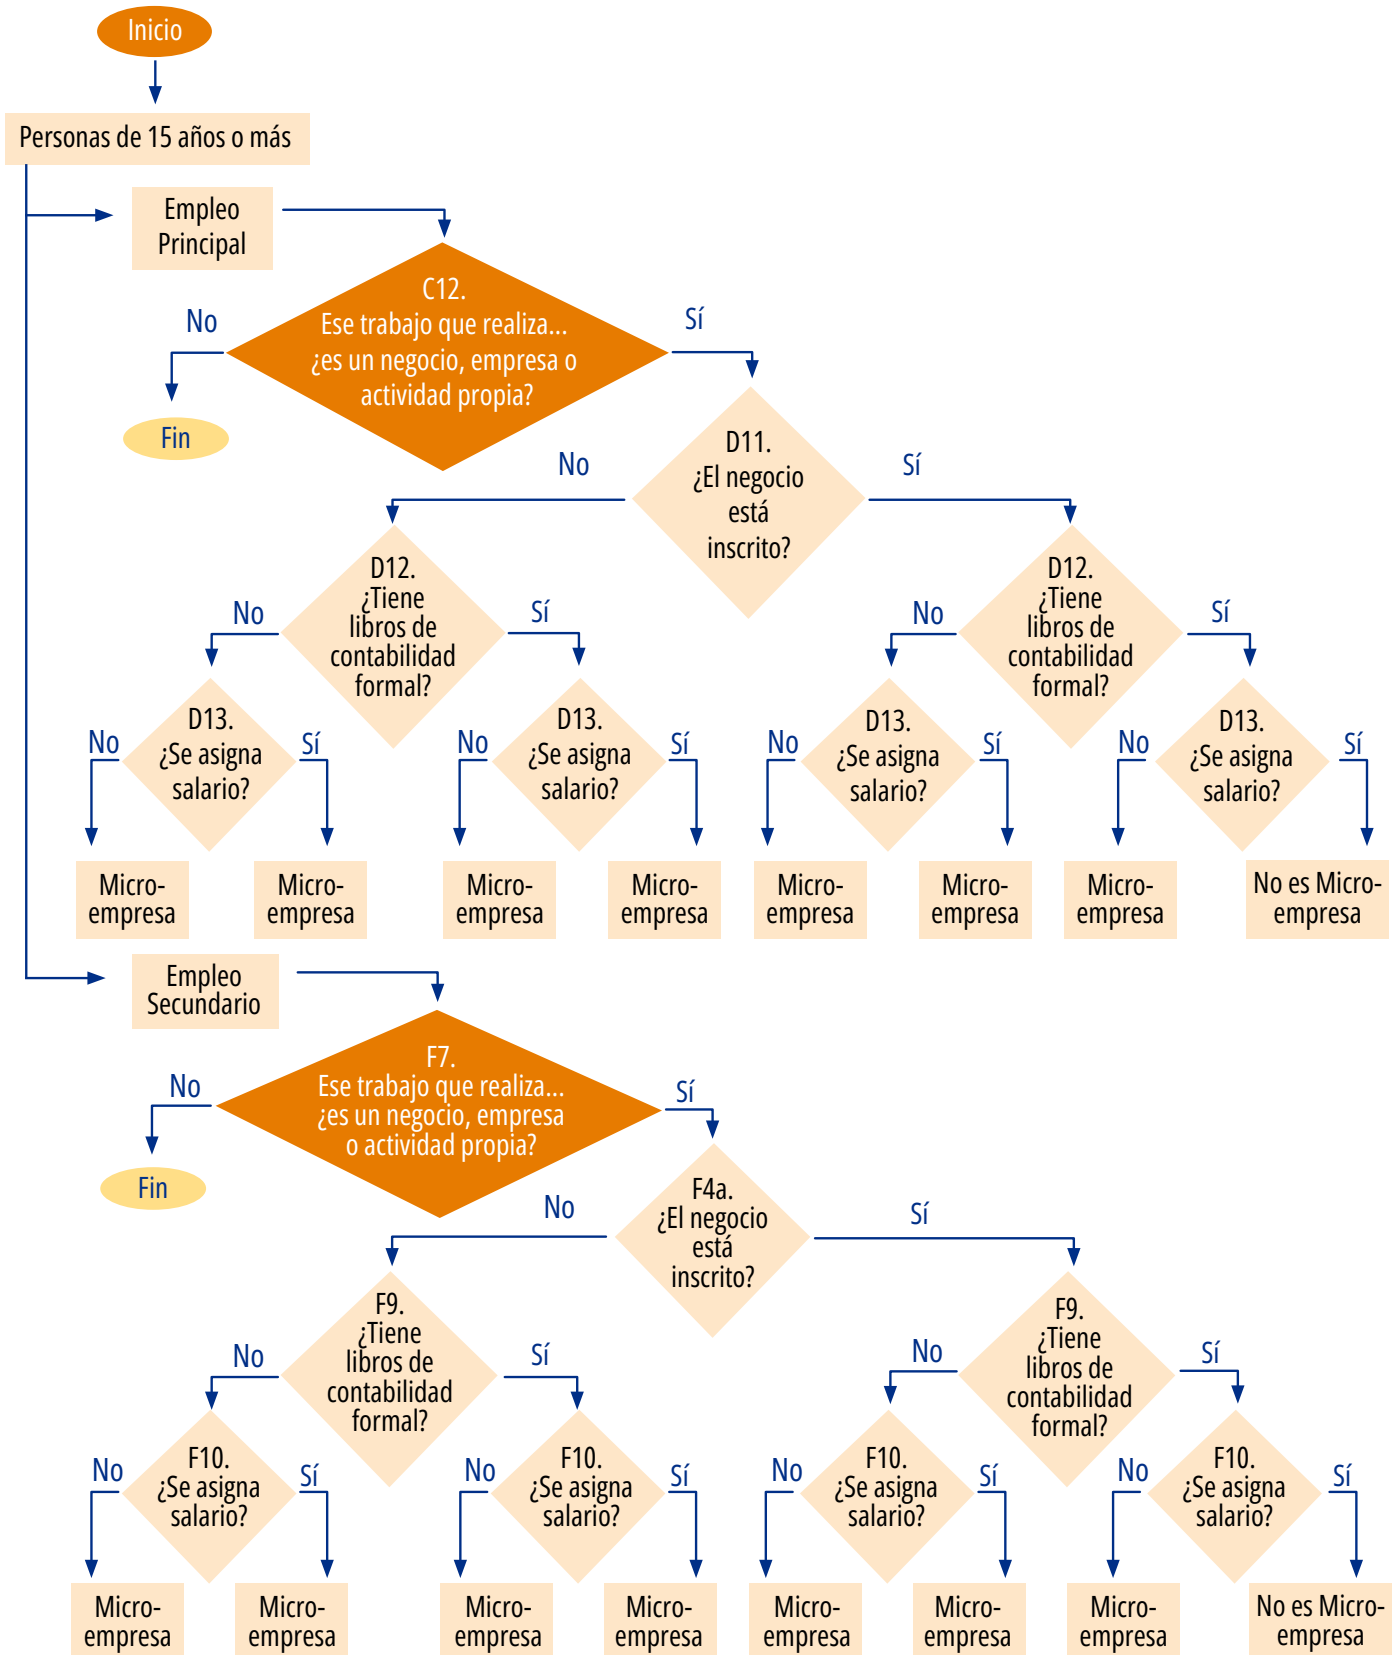 Inicio
Personas de 15 años o más
Empleo
Principal
C12.
Ese trabajo que realiza...
¿es un negocio, empresa o
actividad propia?
No
Sí
Fin
D11.
¿El negocio
está
inscrito?
No
Sí
D12.
¿Tiene
libros de
contabilidad
formal?
No
Sí
D12.
¿Tiene
libros de
contabilidad
formal?
No
Sí
D13.
¿Se asigna
salario?
No
Sí
D13.
¿Se asigna
salario?
No
Sí
D13.
¿Se asigna
salario?
No
Sí
D13.
¿Se asigna
salario?
No
Sí
Micro-
empresa
Micro-
empresa
Micro-
empresa
Micro-
empresa
Micro-
empresa
Micro-
empresa
Micro-
empresa
No es Micro-
empresa
Empleo
Secundario
F7.
Ese trabajo que realiza...
¿es un negocio, empresa
o actividad propia?
No
Sí
Fin
F4a.
¿El negocio
está
inscrito?
No
Sí
F9.
¿Tiene
libros de
contabilidad
formal?
No
Sí
F9.
¿Tiene
libros de
contabilidad
formal?
No
Sí
F10.
¿Se asigna
salario?
No
Sí
F10.
¿Se asigna
salario?
No
Sí
F10.
¿Se asigna
salario?
No
Sí
F10.
¿Se asigna
salario?
No
Sí
Micro-
empresa
Micro-
empresa
Micro-
empresa
Micro-
empresa
Micro-
empresa
Micro-
empresa
Micro-
empresa
No es Micro-
empresa